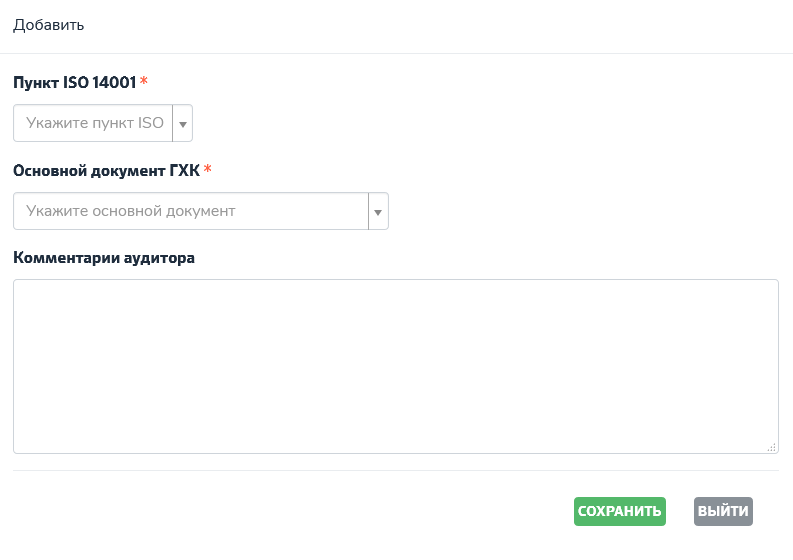 Добавить
Пункт ISO 14001 *
Укажите пункт ISO
Основной документ ГХК *
Укажите основной документ
Комментарии аудитора
СОХРАНИТЬ ВЫЙТИ